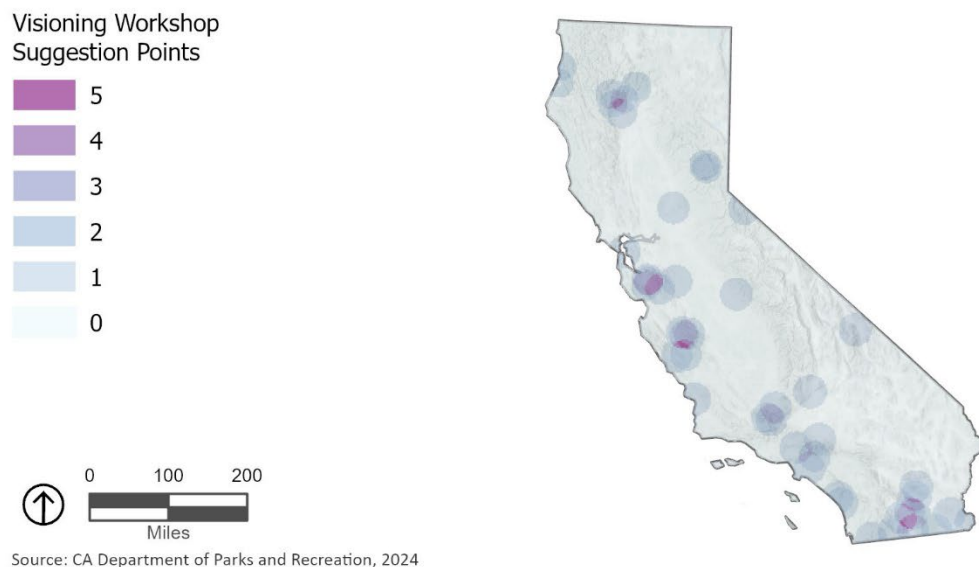 Visioning Workshop
Suggestion Points
5
4
3
2
1
0
0 100 200
Miles
Source: CA Department of Parks and Recreation, 2024